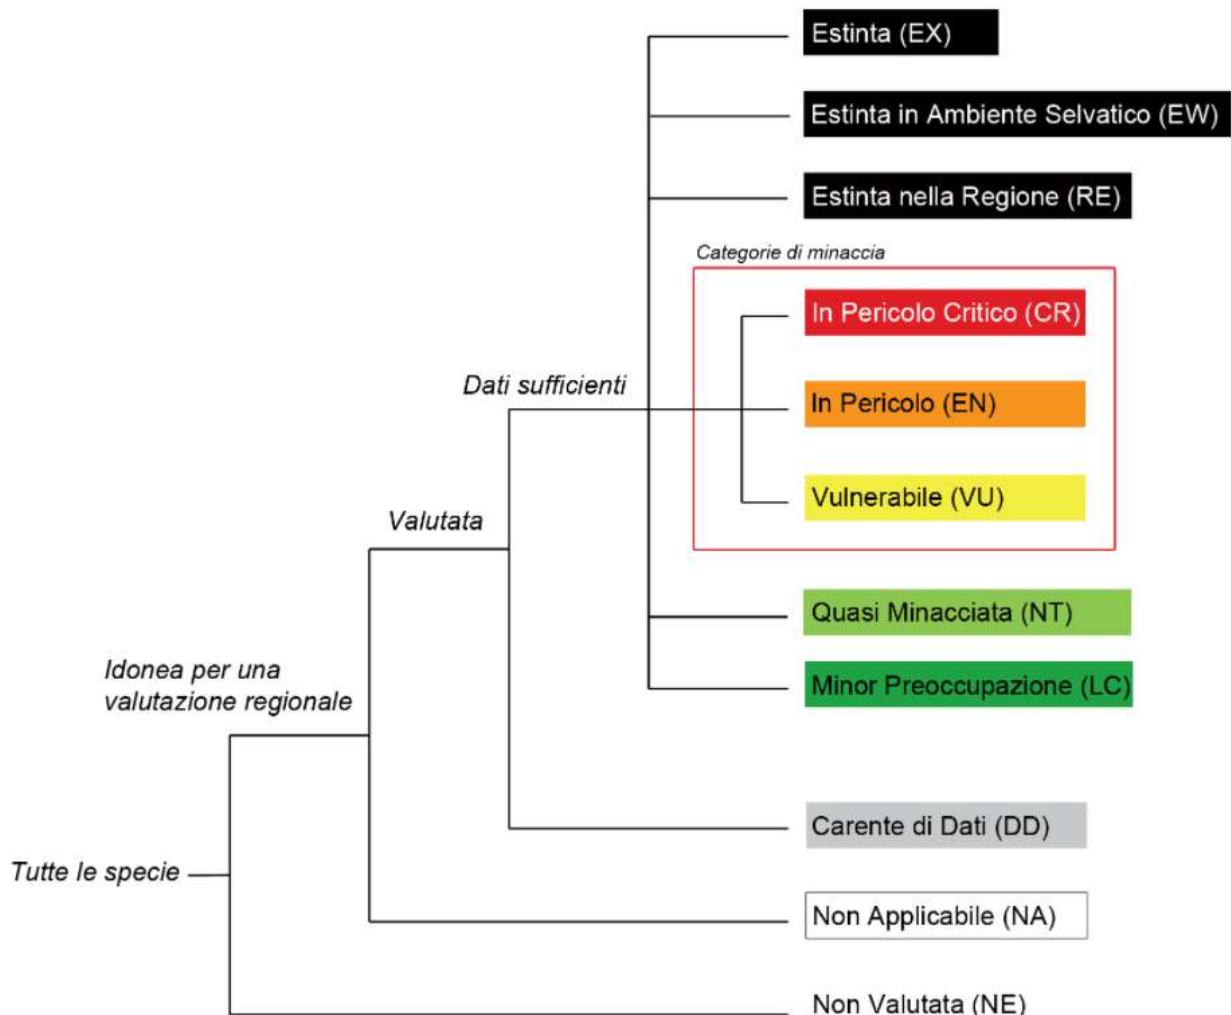 Estinta (EX)
Estinta in Ambiente Selvatico (EW)
Estinta nella Regione (RE)
Categorie di minaccia
In Pericolo Critico (CR)
Dati sufficienti
In Pericolo (EN)
Vulnerabile (VU)
Valutata
Quasi Minacciata (NT)
Idonea per una
valutazione regionale
Minor Preoccupazione (LC)
Carente di Dati (DD)
Tutte le specie
Non Applicabile (NA)
Non Valutata (NE)